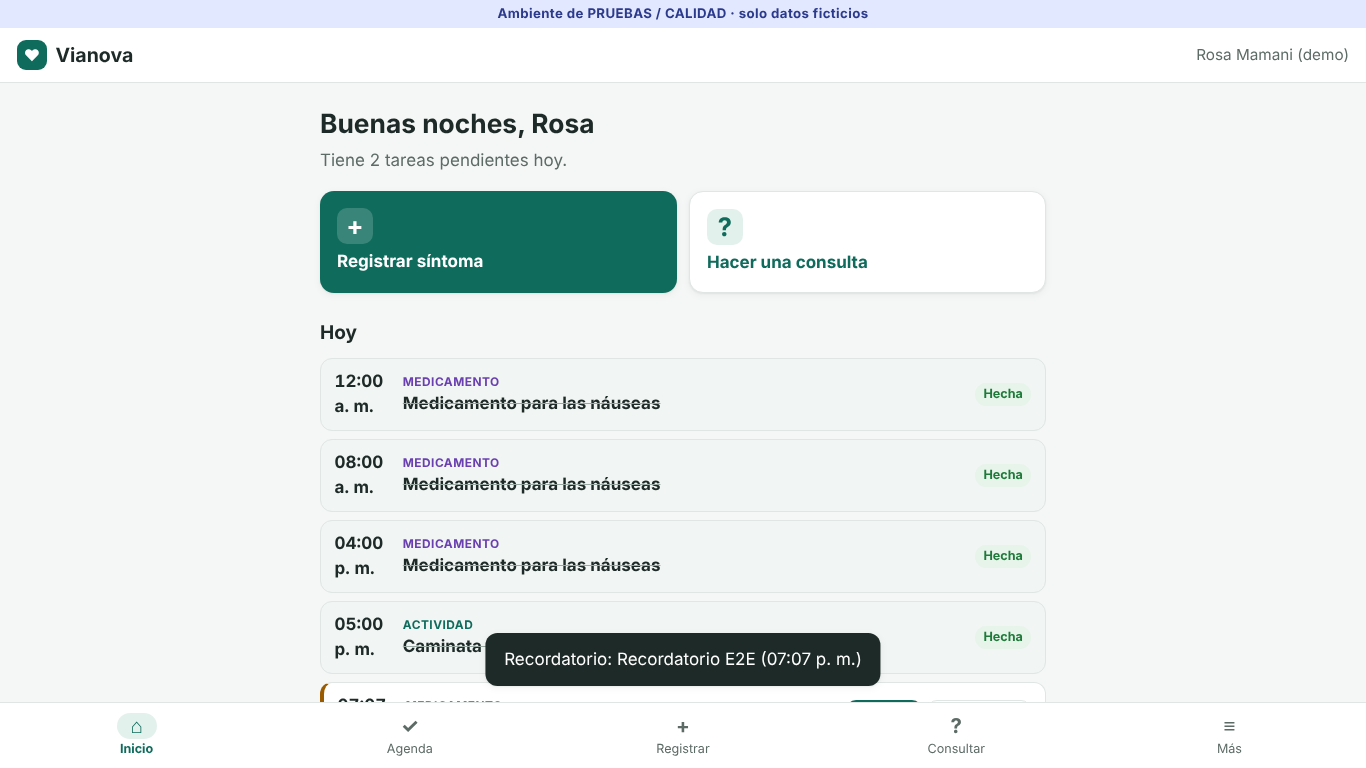 Ambiente de PRUEBAS / CALIDAD · solo datos ficticios
Vianova
Rosa Mamani (demo)
Buenas noches, Rosa
Tiene 2 tareas pendientes hoy.
+
Registrar síntoma
?
Hacer una consulta
Hoy
12:00 a. m.
MEDICAMENTO
Medicamento para las náuseas
Hecha
08:00 a. m.
MEDICAMENTO
Medicamento para las náuseas
Hecha
04:00 p. m.
MEDICAMENTO
Medicamento para las náuseas
Hecha
05:00 p. m.
ACTIVIDAD
Caminata
Hecha
Recordatorio: Recordatorio E2E (07:07 p. m.)
07:07
MEDICAMENTO
Inicio
Agenda
Registrar
Consultar
Más